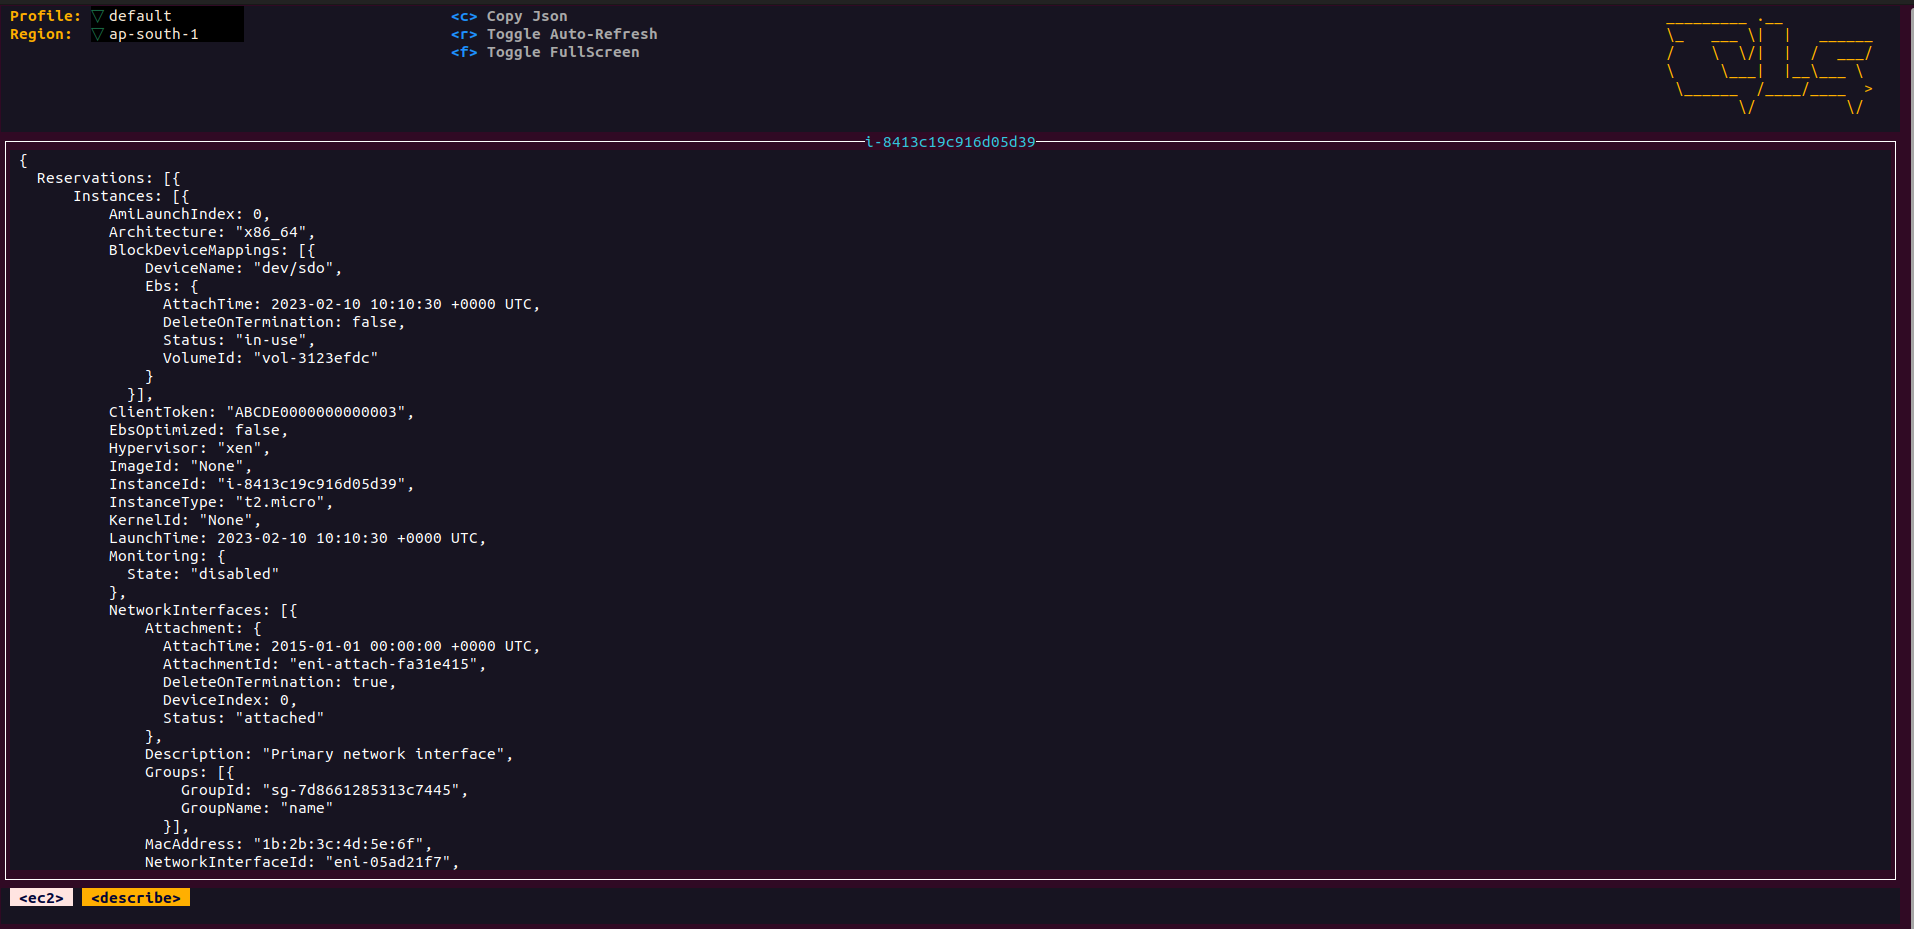 Profile: ▽ default
Region: ▽ ap-south-1
<c> Copy Json
<r> Toggle Auto-Refresh
<f> Toggle FullScreen
i-8413c19c916d05d39
{
  Reservations: [{
      Instances: [{
          AmiLaunchIndex: 0,
          Architecture: "x86_64",
          BlockDeviceMappings: [{
              DeviceName: "dev/sdo",
              Ebs: {
                AttachTime: 2023-02-10 10:10:30 +0000 UTC,
                DeleteOnTermination: false,
                Status: "in-use",
                VolumeId: "vol-3123efdc"
              }
            }],
          ClientToken: "ABCDE0000000000003",
          EbsOptimized: false,
          Hypervisor: "xen",
          ImageId: "None",
          InstanceId: "i-8413c19c916d05d39",
          InstanceType: "t2.micro",
          KernelId: "None",
          LaunchTime: 2023-02-10 10:10:30 +0000 UTC,
          Monitoring: {
            State: "disabled"
          },
          NetworkInterfaces: [{
              Attachment: {
                AttachTime: 2015-01-01 00:00:00 +0000 UTC,
                AttachmentId: "eni-attach-fa31e415",
                DeleteOnTermination: true,
                DeviceIndex: 0,
                Status: "attached"
              },
              Description: "Primary network interface",
              Groups: [{
                  GroupId: "sg-7d8661285313c7445",
                  GroupName: "name"
                }],
              MacAddress: "1b:2b:3c:4d:5e:6f",
              NetworkInterfaceId: "eni-05ad21f7",
<ec2> <describe>